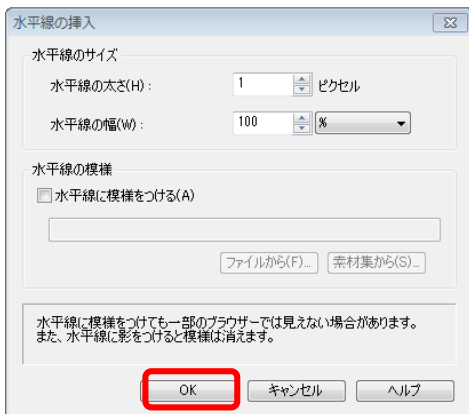 水平線の挿入
水平線のサイズ
水平線の太さ(H)： 1 ピクセル
水平線の幅(W)： 100 %
水平線の模様
水平線に模様をつける(A)
ファイルから(F)... 素材集から(S)...
水平線に模様をつけても一部のブラウザーでは見えない場合があります。
また、水平線に影をつけると模様は消えます。
OK キャンセル ヘルプ